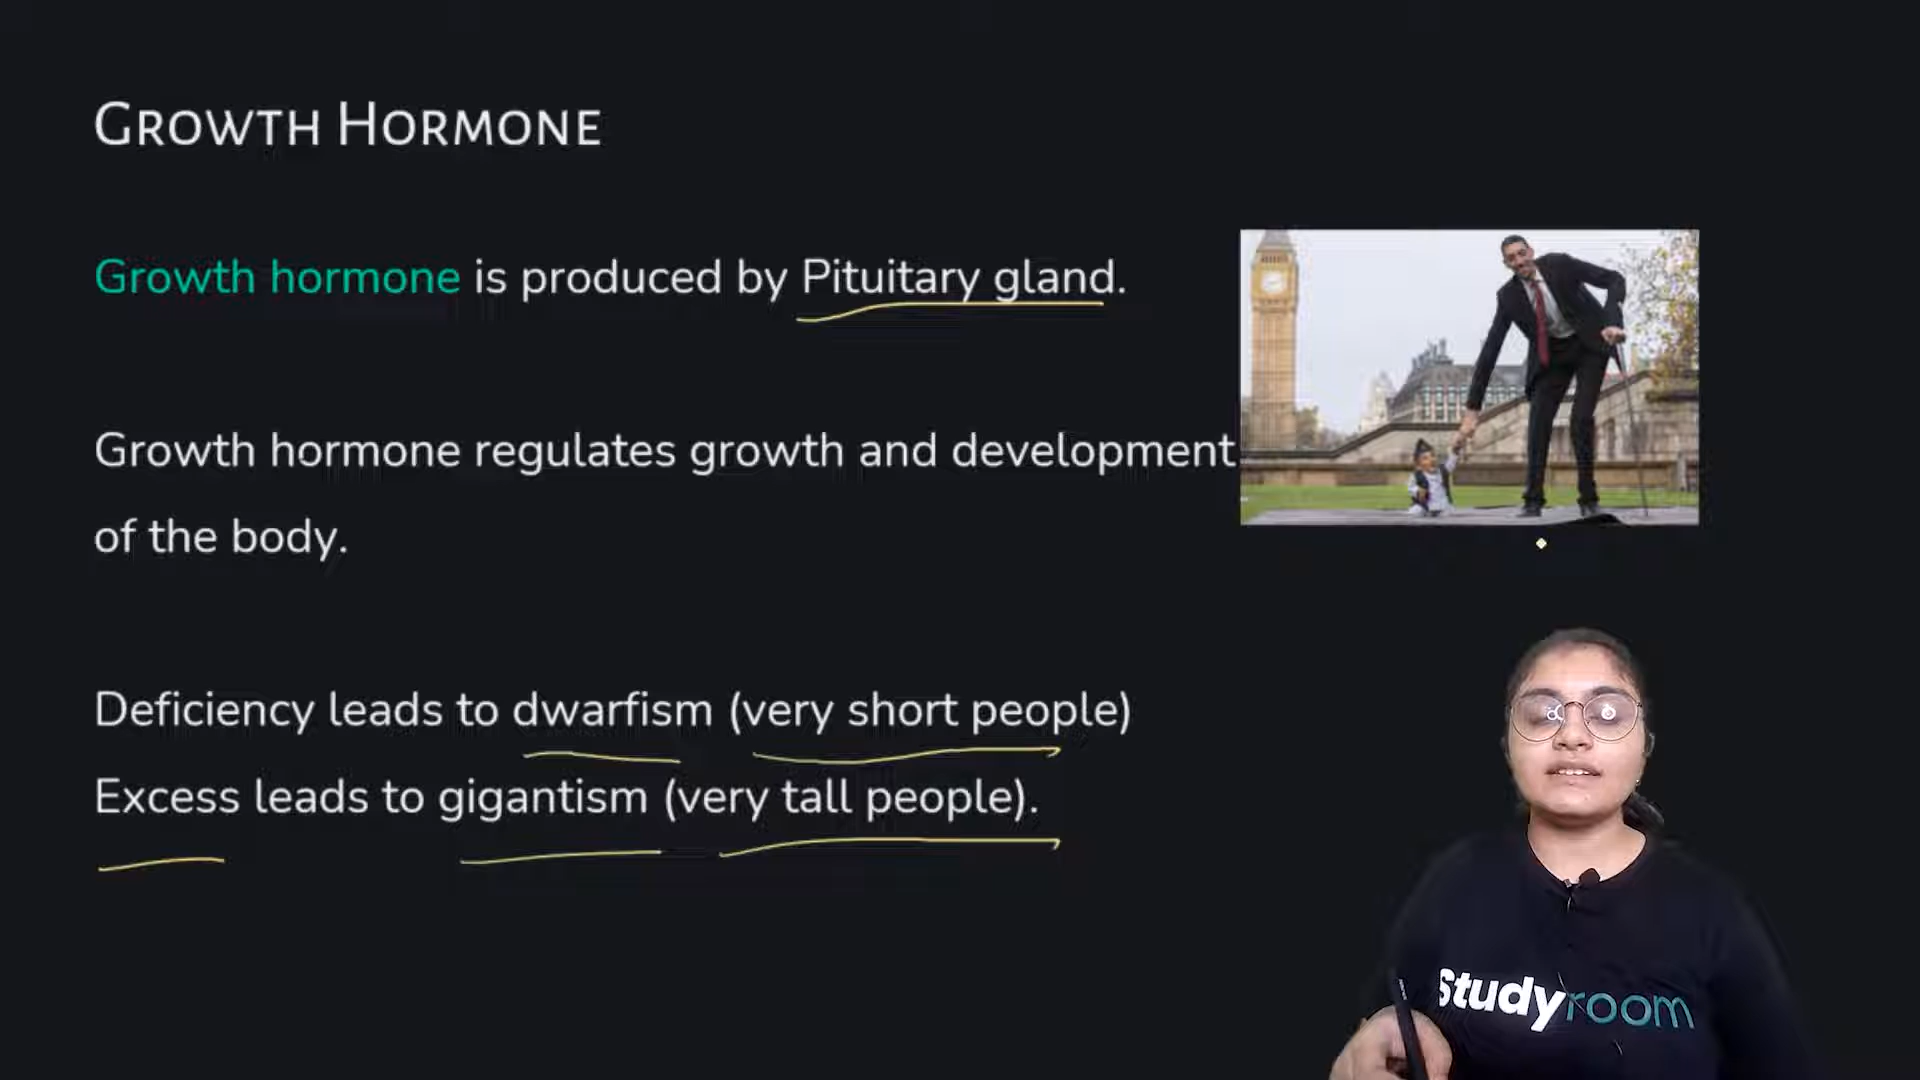 GROWTH HORMONE
Growth hormone is produced by Pituitary gland.
Growth hormone regulates growth and development
of the body.
Deficiency leads to dwarfism (very short people)
Excess leads to gigantism (very tall people).
Studyroom